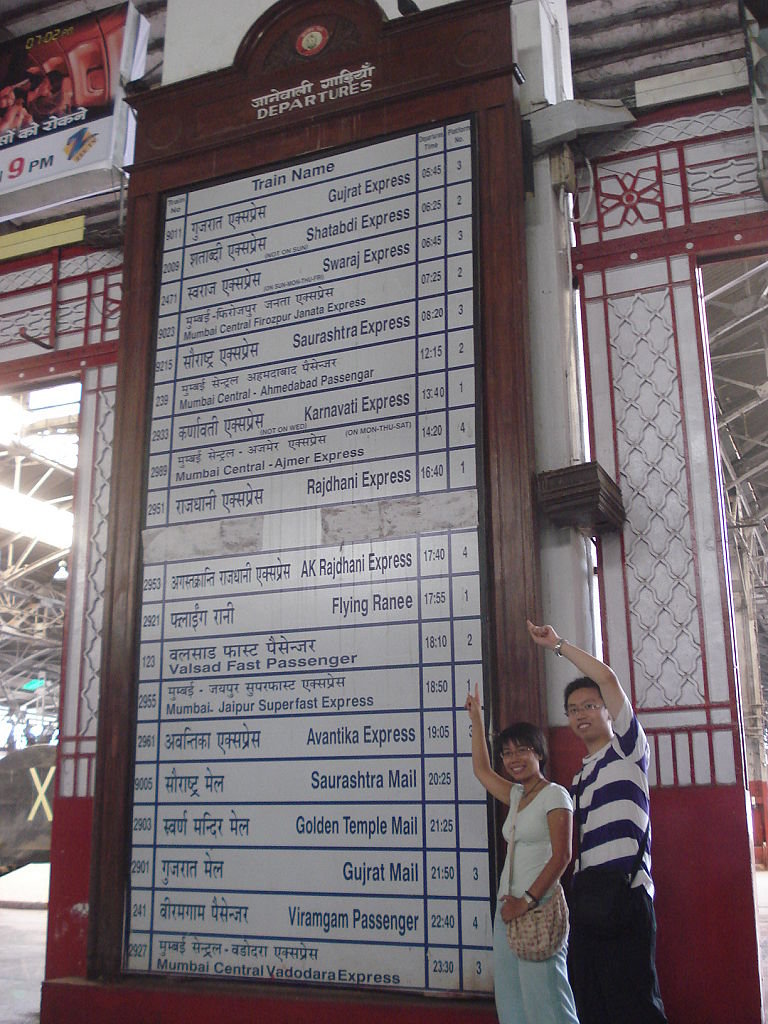 07:02 PM
सों को रोकने
9 PM
जानेवाली गाड़ियाँ
DEPARTURES
Train No Train Name Departures Time Platform No.
9011 गुजरात एक्सप्रेस Gujrat Express 05:45 3
2009 शताब्दी एक्सप्रेस (NOT ON SUN) Shatabdi Express 06:25 2
2471 स्वराज एक्सप्रेस (ON SUN-MON-THU-FRI) Swaraj Express 06:45 3
9023 मुम्बई-फिरोजपुर जनता एक्सप्रेस 07:25 2
Mumbai Central Firozpur Janata Express
9215 सौराष्ट्र एक्सप्रेस Saurashtra Express 08:20 3
239 मुम्बई सेन्ट्रल अहमदाबाद पैसेन्जर 12:15 2
Mumbai Central - Ahmedabad Passengar
2933 कर्णावती एक्सप्रेस (NOT ON WED) Karnavati Express 13:40 1
2989 मुम्बई सेन्ट्रल - अजमेर एक्सप्रेस (ON MON-THU-SAT) 14:20 4
Mumbai Central - Ajmer Express
2951 राजधानी एक्सप्रेस Rajdhani Express 16:40 1
2953 अगस्तक्रान्ति राजधानी एक्सप्रेस AK Rajdhani Express 17:40 4
2921 फ्लाईंग रानी Flying Ranee 17:55 1
123 वलसाड फास्ट पैसेन्जर 18:10 2
Valsad Fast Passenger
2955 मुम्बई - जयपुर सुपरफास्ट एक्सप्रेस 18:50 1
Mumbai- Jaipur Superfast Express
2961 अवन्तिका एक्सप्रेस Avantika Express 19:05 3
9005 सौराष्ट्र मेल Saurashtra Mail 20:25
2903 स्वर्ण मन्दिर मेल Golden Temple Mail 21:25
2901 गुजरात मेल Gujrat Mail 21:50 3
241 वीरमगाम पैसेन्जर Viramgam Passenger 22:40 4
2927 मुम्बई सेन्ट्रल-वडोदरा एक्सप्रेस 23:30 3
Mumbai Central Vadodara Express
X